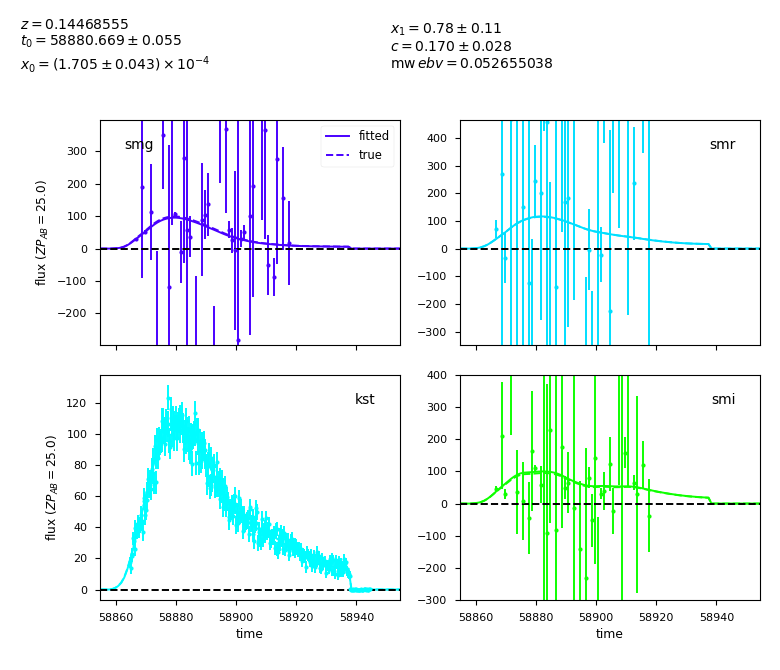 z = 0.14468555
t₀ = 58880.669 ± 0.055
x₀ = (1.705 ± 0.043) × 10⁻⁴
x₁ = 0.78 ± 0.11
c = 0.170 ± 0.028
mw ebv = 0.052655038
smg
fitted
true
300
200
100
0
−100
−200
flux (ZP_AB = 25.0)
smr
400
300
200
100
0
−100
−200
−300
kst
120
100
80
60
40
20
0
flux (ZP_AB = 25.0)
58860 58880 58900 58920 58940
time
smi
400
300
200
100
0
−100
−200
−300
58860 58880 58900 58920 58940
time